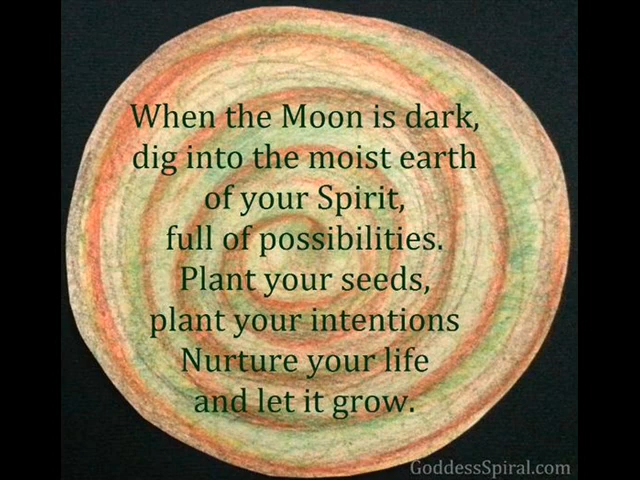 When the Moon is dark,
dig into the moist earth
of your Spirit,
full of possibilities.
Plant your seeds,
plant your intentions
Nurture your life
and let it grow.
GoddessSpiral.com